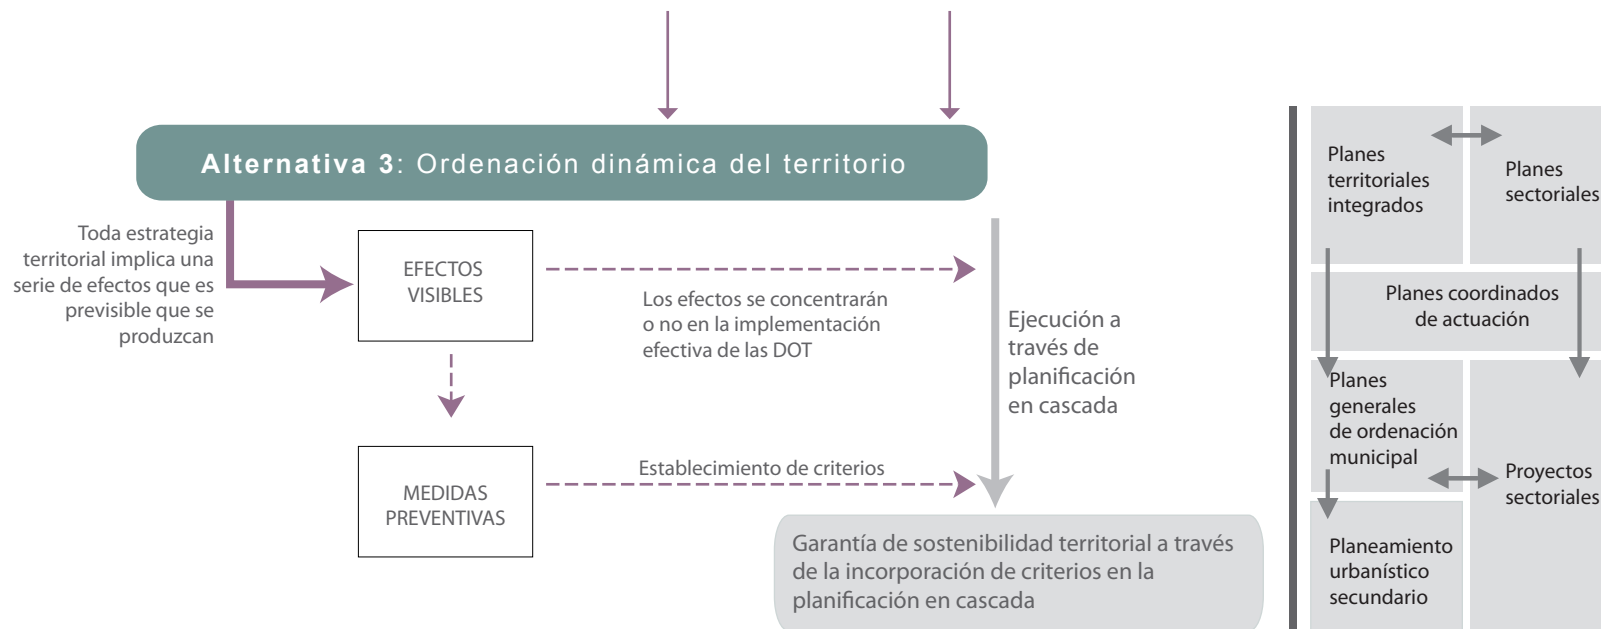 Alternativa 3: Ordenación dinámica del territorio
Toda estrategia
territorial implica una
serie de efectos que es
previsible que se
produzcan
EFECTOS
VISIBLES
Los efectos se concentrarán
o no en la implementación
efectiva de las DOT
Ejecución a
través de
planificación
en cascada
MEDIDAS
PREVENTIVAS
Establecimiento de criterios
Garantía de sostenibilidad territorial a través
de la incorporación de criterios en la
planificación en cascada
Planes
territoriales
integrados
Planes
sectoriales
Planes coordinados
de actuación
Planes
generales
de ordenación
municipal
Proyectos
sectoriales
Planeamiento
urbanístico
secundario